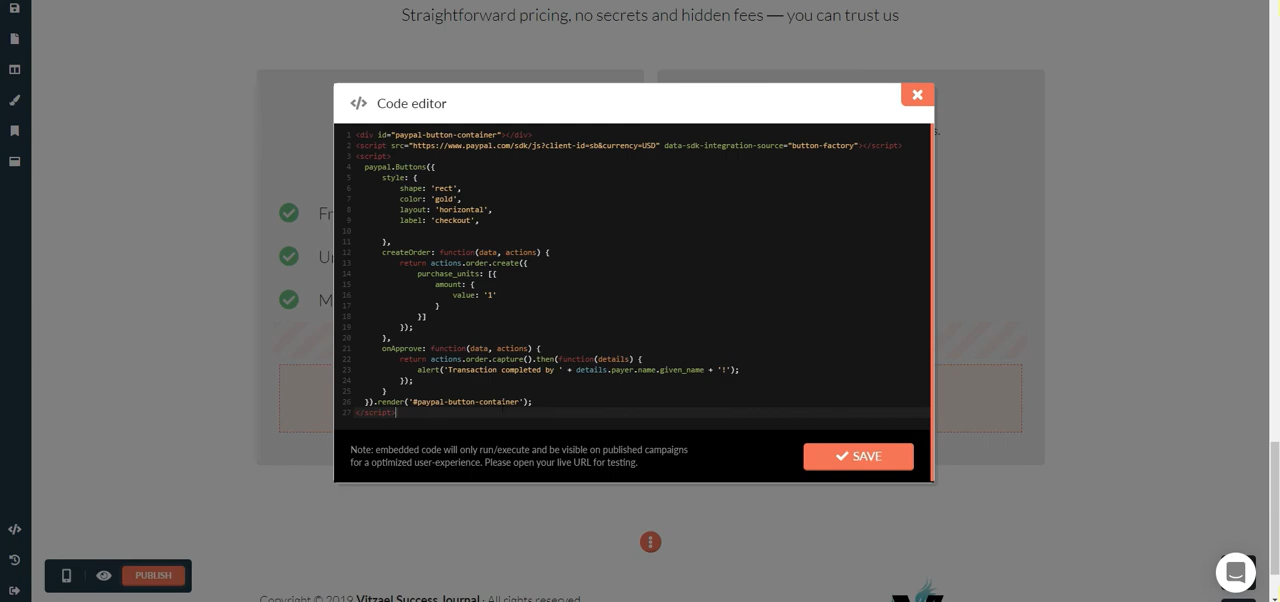 Straightforward pricing, no secrets and hidden fees — you can trust us
</> Code editor
1 <div id="paypal-button-container"></div>
2 <script src="https://www.paypal.com/sdk/js?client-id=sb&currency=USD" data-sdk-integration-source="button-factory"></script>
3 <script>
4 paypal.Buttons({
5 style: {
6 shape: 'rect',
7 color: 'gold',
8 layout: 'horizontal',
9 label: 'checkout',
10
11 },
12 createOrder: function(data, actions) {
13 return actions.order.create({
14 purchase_units: [{
15 amount: {
16 value: '1'
17 }
18 }]
19 });
20 },
21 onApprove: function(data, actions) {
22 return actions.order.capture().then(function(details) {
23 alert('Transaction completed by ' + details.payer.name.given_name + '!');
24 });
25 }
26 }).render('#paypal-button-container');
27 </script>
Note: embedded code will only run/execute and be visible on published campaigns
for a optimized user-experience. Please open your live URL for testing.
SAVE
PUBLISH
Copyright © 2019 Vitzael Success Journal · All rights reserved